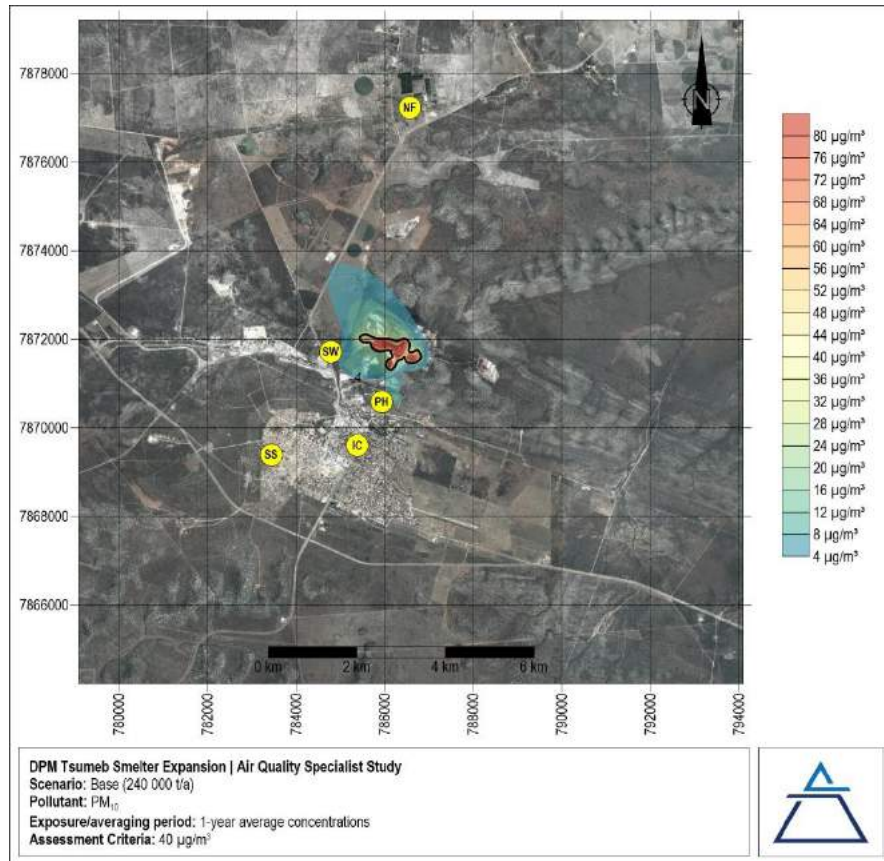 7878000
7876000
7874000
7872000
7870000
7868000
7866000
NF
SW
PH
IC
SS
N
0 km 2 km 4 km 6 km
780000
782000
784000
786000
788000
790000
792000
794000
80 µg/m³
76 µg/m³
72 µg/m³
68 µg/m³
64 µg/m³
60 µg/m³
56 µg/m³
52 µg/m³
48 µg/m³
44 µg/m³
40 µg/m³
36 µg/m³
32 µg/m³
28 µg/m³
24 µg/m³
20 µg/m³
16 µg/m³
12 µg/m³
8 µg/m³
4 µg/m³
DPM Tsumeb Smelter Expansion | Air Quality Specialist Study
Scenario: Base (240 000 t/a)
Pollutant: PM₁₀
Exposure/averaging period: 1-year average concentrations
Assessment Criteria: 40 µg/m³